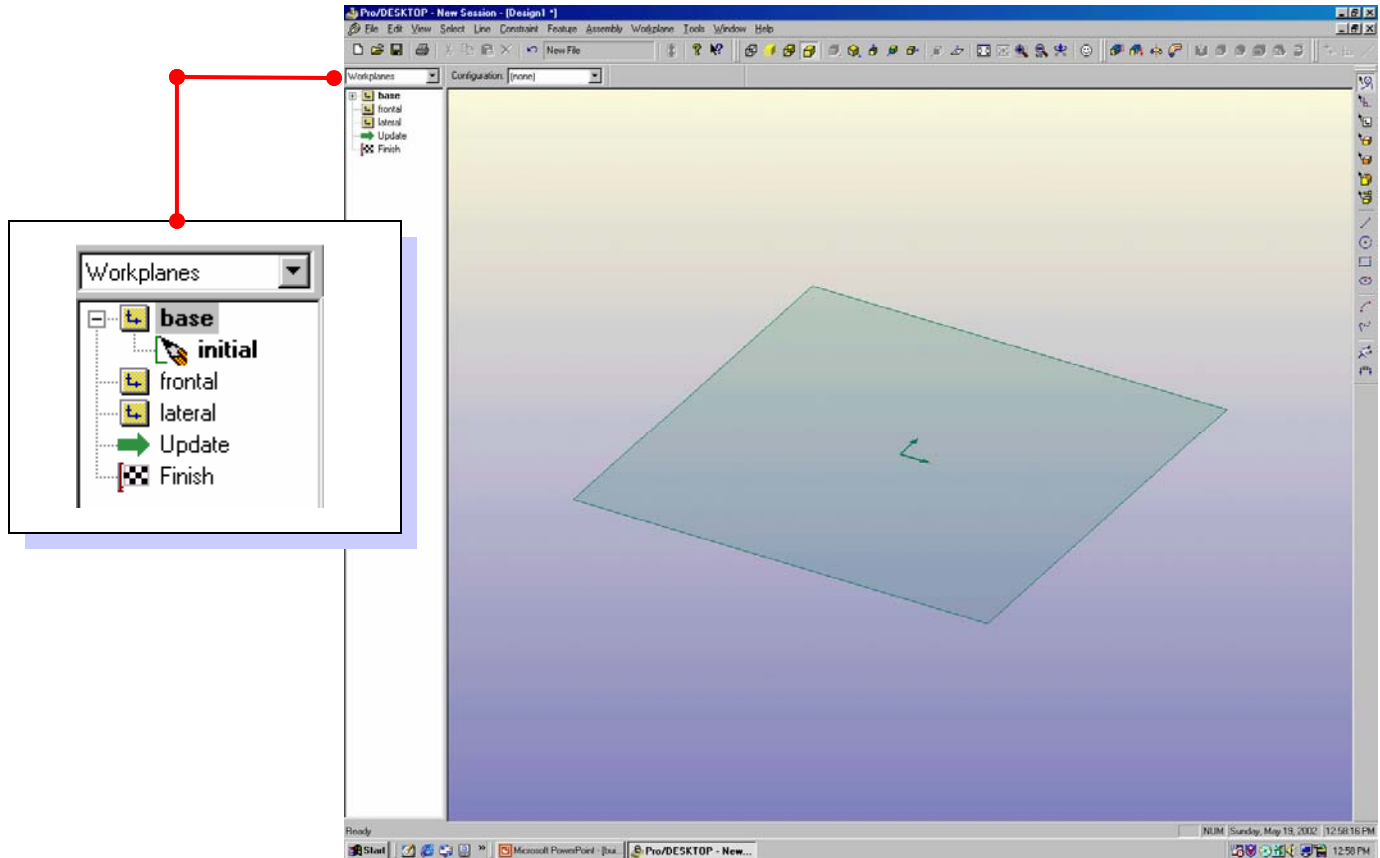 Pro/DESKTOP - New Session - [Design1 *]
File Edit View Select Line Constraint Feature Assembly Workplane Tools Window Help
New File
Workplanes
Configuration: (none)
base
frontal
lateral
Update
Finish
Workplanes
base
initial
frontal
lateral
Update
Finish
Ready
NUM Sunday, May 19, 2002 12:58:16 PM
Start
Microsoft PowerPoint - [bui...
Pro/DESKTOP - New...
12:58 PM